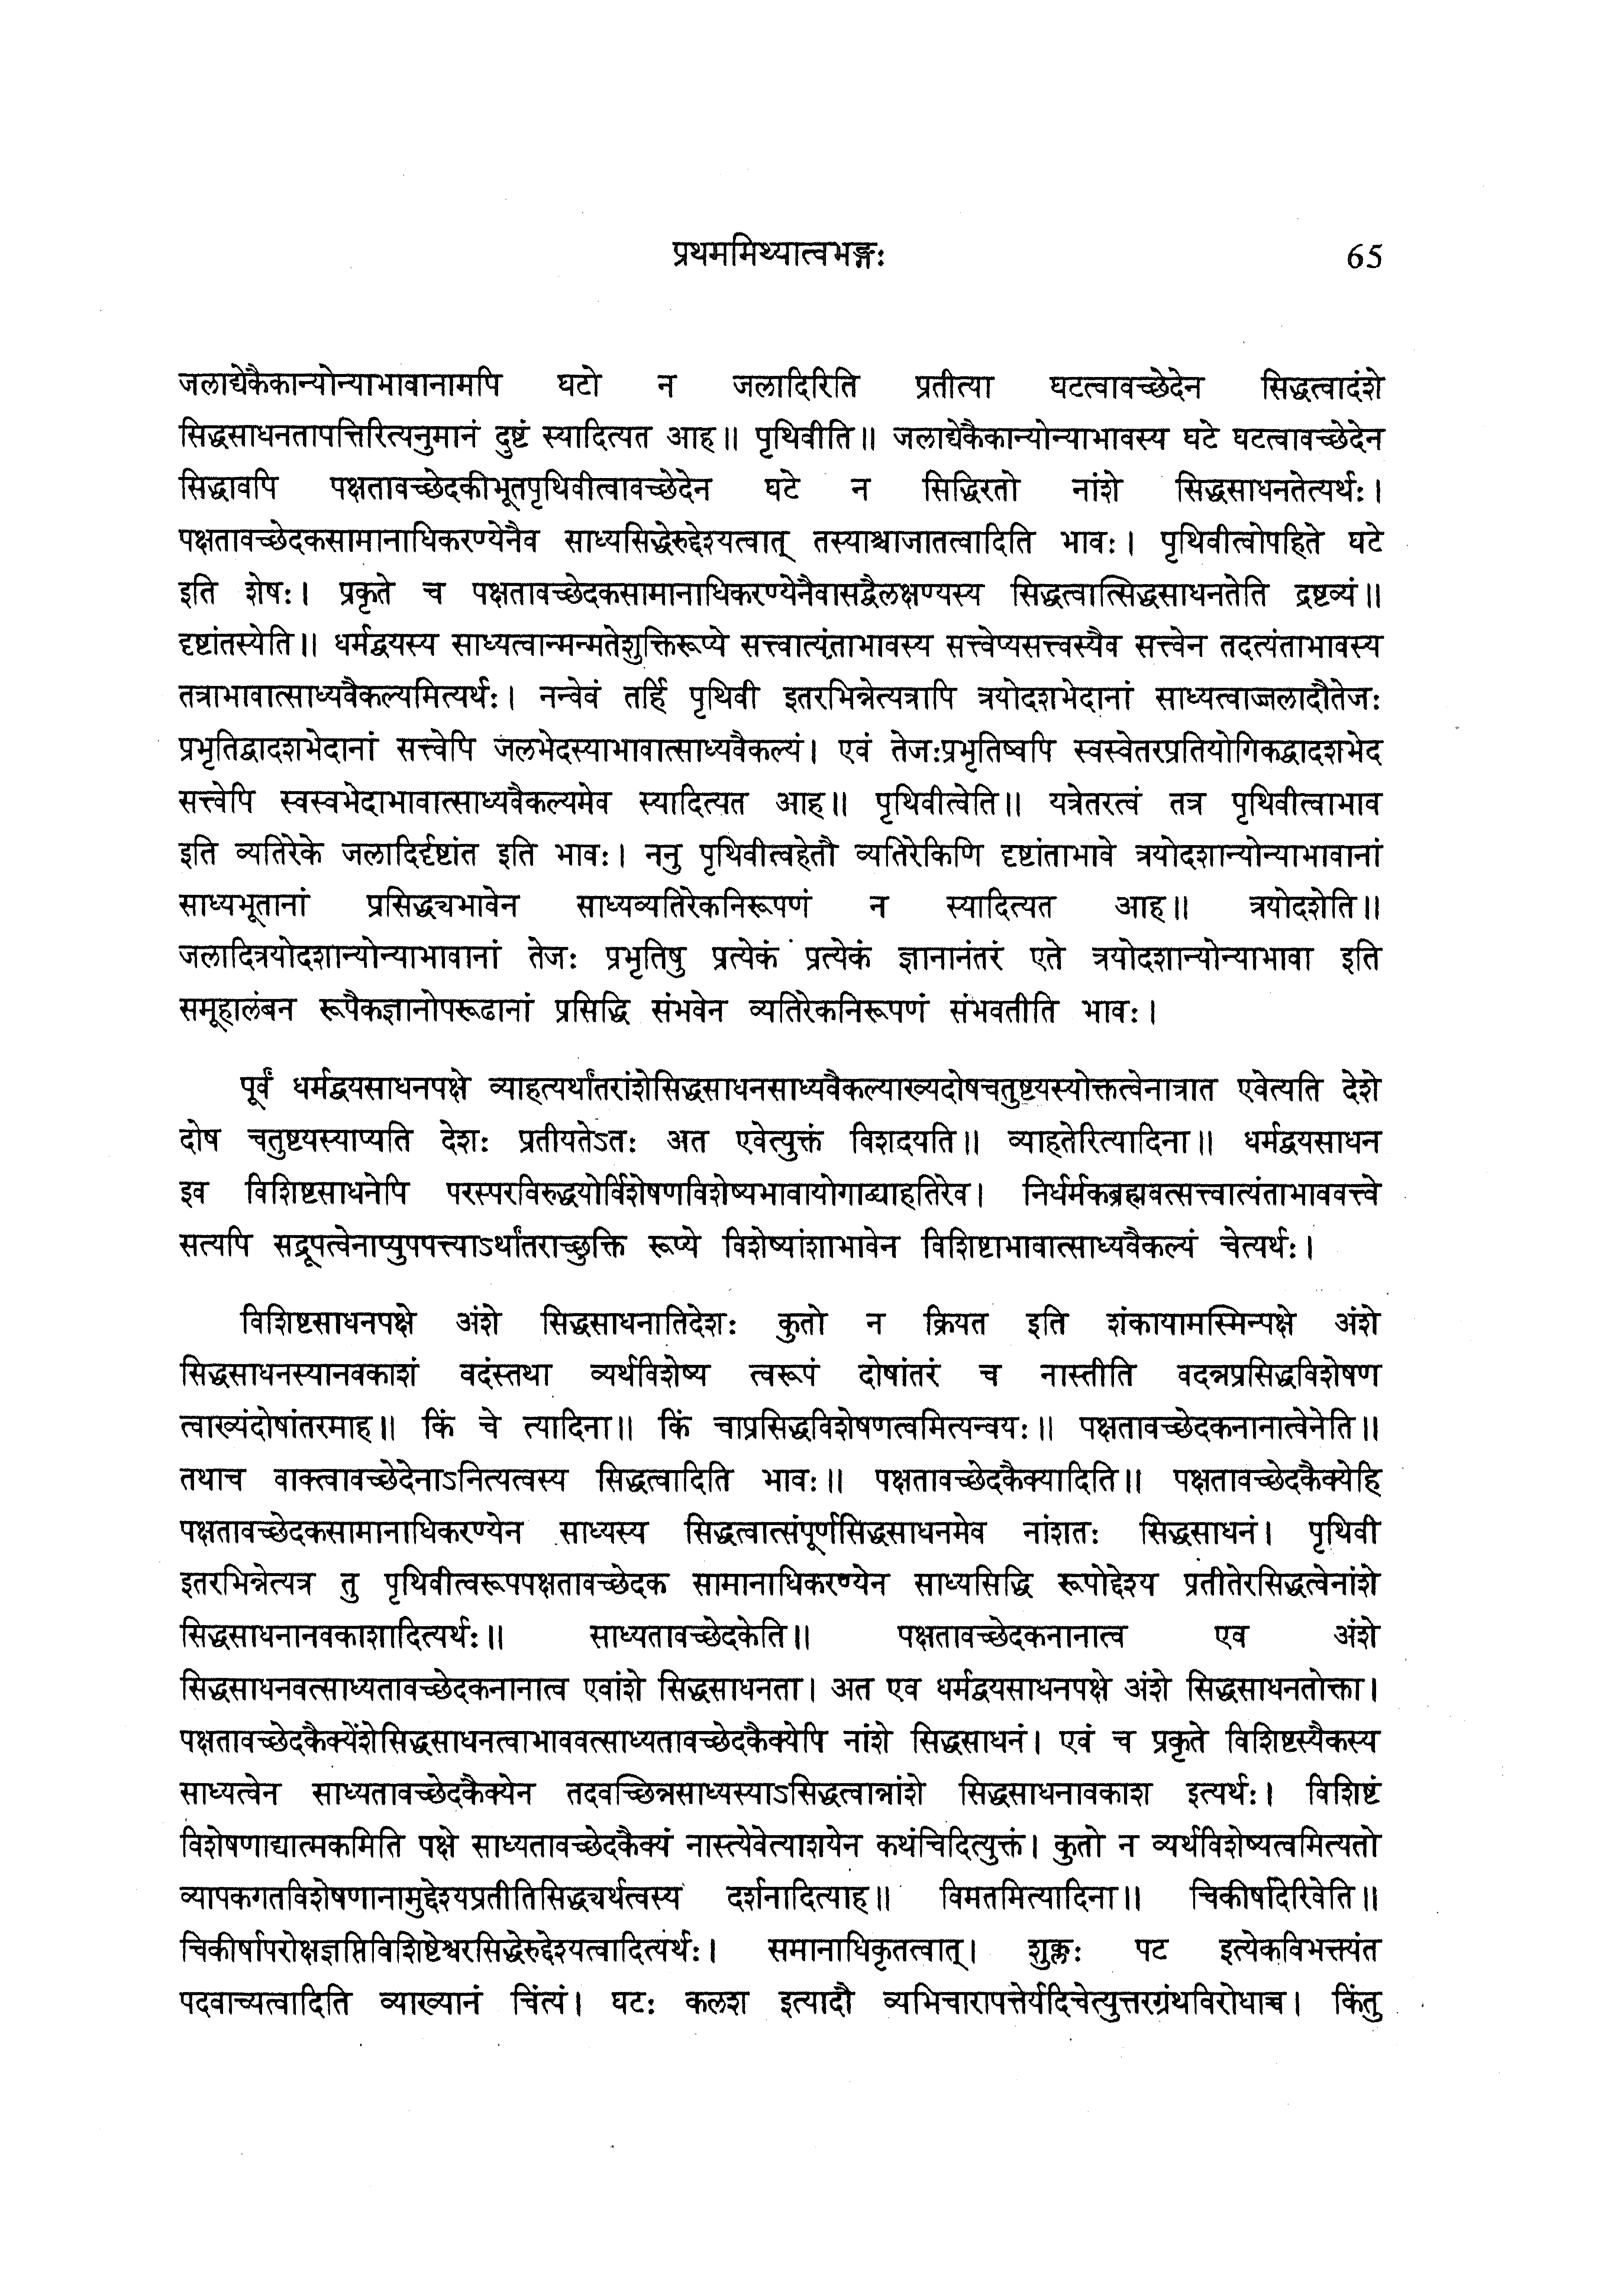 प्रथममिथ्यात्वभङ्गः 65
जलाद्येकैकान्योन्याभावानामपि घटो न जलादिरिति प्रतीत्या घटत्वावच्छेदेन सिद्धत्वादंशे
सिद्धसाधनतापत्तिरित्यनुमानं दुष्टं स्यादित्यत आह॥ पृथिवीति॥ जलाद्येकैकान्योन्याभावस्य घटे घटत्वावच्छेदेन
सिद्धावपि पक्षतावच्छेदकीभूतपृथिवीत्वावच्छेदेन घटे न सिद्धिरतो नांशे सिद्धसाधनतेत्यर्थः।
पक्षतावच्छेदकसामानाधिकरण्येनैव साध्यसिद्धेरुद्देश्यत्वात् तस्याश्चाजातत्वादिति भावः। पृथिवीत्वोपहिते घटे
इति शेषः। प्रकृते च पक्षतावच्छेदकसामानाधिकरण्येनैवासद्वैलक्षण्यस्य सिद्धत्वात्सिद्धसाधनतेति द्रष्टव्यं॥
दृष्टांतस्येति॥ धर्मद्वयस्य साध्यत्वान्मन्मतेशुक्तिरूप्ये सत्त्वात्यंताभावस्य सत्त्वेप्यसत्त्वस्यैव सत्त्वेन तदत्यंताभावस्य
तत्राभावात्साध्यवैकल्यमित्यर्थः। नन्वेवं तर्हि पृथिवी इतरभिन्नेत्यत्रापि त्रयोदशभेदानां साध्यत्वाज्जलादौतेजः
प्रभृतिद्वादशभेदानां सत्त्वेपि जलभेदस्याभावात्साध्यवैकल्यं। एवं तेजःप्रभृतिष्वपि स्वस्वेतरप्रतियोगिकद्वादशभेद
सत्त्वेपि स्वस्वभेदाभावात्साध्यवैकल्यमेव स्यादित्यत आह॥ पृथिवीत्वेति॥ यत्रेतरत्वं तत्र पृथिवीत्वाभाव
इति व्यतिरेके जलादिर्दृष्टांत इति भावः। ननु पृथिवीत्वहेतौ व्यतिरेकिणि दृष्टांताभावे त्रयोदशान्योन्याभावानां
साध्यभूतानां प्रसिद्ध्यभावेन साध्यव्यतिरेकनिरूपणं न स्यादित्यत आह॥ त्रयोदशेति॥
जलादित्रयोदशान्योन्याभावानां तेजः प्रभृतिषु प्रत्येकं प्रत्येकं ज्ञानानंतरं एते त्रयोदशान्योन्याभावा इति
समूहालंबन रूपैकज्ञानोपरूढानां प्रसिद्धि संभवेन व्यतिरेकनिरूपणं संभवतीति भावः।
पूर्वं धर्मद्वयसाधनपक्षे व्याहत्यर्थांतरांशेसिद्धसाधनसाध्यवैकल्याख्यदोषचतुष्टयस्योक्तत्वेनात्रात एवेत्यति देशे
दोष चतुष्टयस्याप्यति देशः प्रतीयतेऽतः अत एवेत्युक्तं विशदयति॥ व्याहतेरित्यादिना॥ धर्मद्वयसाधन
इव विशिष्टसाधनेपि परस्परविरुद्धयोर्विशेषणविशेष्यभावायोगाद्व्याहतिरेव। निर्धर्मकब्रह्मवत्सत्त्वात्यंताभाववत्त्वे
सत्यपि सद्रूपत्वेनाप्युपपत्त्याऽर्थांतराच्छुक्ति रूप्ये विशेष्यांशाभावेन विशिष्टाभावात्साध्यवैकल्यं चेत्यर्थः।
विशिष्टसाधनपक्षे अंशे सिद्धसाधनातिदेशः कुतो न क्रियत इति शंकायामस्मिन्पक्षे अंशे
सिद्धसाधनस्यानवकाशं वदंस्तथा व्यर्थविशेष्य त्वरूपं दोषांतरं च नास्तीति वदन्नप्रसिद्धविशेषण
त्वाख्यंदोषांतरमाह॥ किं चे त्यादिना॥ किं चाप्रसिद्धविशेषणत्वमित्यन्वयः॥ पक्षतावच्छेदकनानात्वेनेति॥
तथाच वाक्त्वावच्छेदेनाऽनित्यत्वस्य सिद्धत्वादिति भावः॥ पक्षतावच्छेदकैक्यादिति॥ पक्षतावच्छेदकैक्येहि
पक्षतावच्छेदकसामानाधिकरण्येन साध्यस्य सिद्धत्वात्संपूर्णसिद्धसाधनमेव नांशतः सिद्धसाधनं। पृथिवी
इतरभिन्नेत्यत्र तु पृथिवीत्वरूपपक्षतावच्छेदक सामानाधिकरण्येन साध्यसिद्धि रूपोद्देश्य प्रतीतेरसिद्धत्वेनांशे
सिद्धसाधनानवकाशादित्यर्थः॥ साध्यतावच्छेदकेति॥ पक्षतावच्छेदकनानात्व एव अंशे
सिद्धसाधनवत्साध्यतावच्छेदकनानात्व एवांशे सिद्धसाधनता। अत एव धर्मद्वयसाधनपक्षे अंशे सिद्धसाधनतोक्ता।
पक्षतावच्छेदकैक्येंशेसिद्धसाधनत्वाभाववत्साध्यतावच्छेदकैक्येपि नांशे सिद्धसाधनं। एवं च प्रकृते विशिष्टस्यैकस्य
साध्यत्वेन साध्यतावच्छेदकैक्येन तदवच्छिन्नसाध्यस्याऽसिद्धत्वान्नांशे सिद्धसाधनावकाश इत्यर्थः। विशिष्टं
विशेषणाद्यात्मकमिति पक्षे साध्यतावच्छेदकैक्यं नास्त्येवेत्याशयेन कथंचिदित्युक्तं। कुतो न व्यर्थविशेष्यत्वमित्यतो
व्यापकगतविशेषणानामुद्देश्यप्रतीतिसिद्ध्यर्थत्वस्य दर्शनादित्याह॥ विमतमित्यादिना॥ चिकीर्षादेरिवेति॥
चिकीर्षापरोक्षज्ञप्तिविशिष्टेश्वरसिद्धेरुद्देश्यत्वादित्यर्थः। समानाधिकृतत्वात्। शुक्लः पट इत्येकविभक्त्यंत
पदवाच्यत्वादिति व्याख्यानं चिंत्यं। घटः कलश इत्यादौ व्यभिचारापत्तेर्यदिचेत्युत्तरग्रंथविरोधाच्च। किंतु